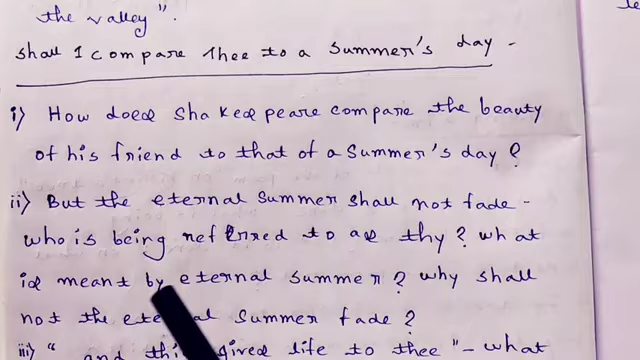 the valley".
shall I compare Thee to a summer's day -
i) How does Shakespeare compare the beauty
of his friend to that of a Summer's day?
ii) But the eternal summer shall not fade -
who is being referred to as thy? what
is meant by eternal summer? why shall
not the eternal summer fade?
iii) " and this gives life to thee" - what